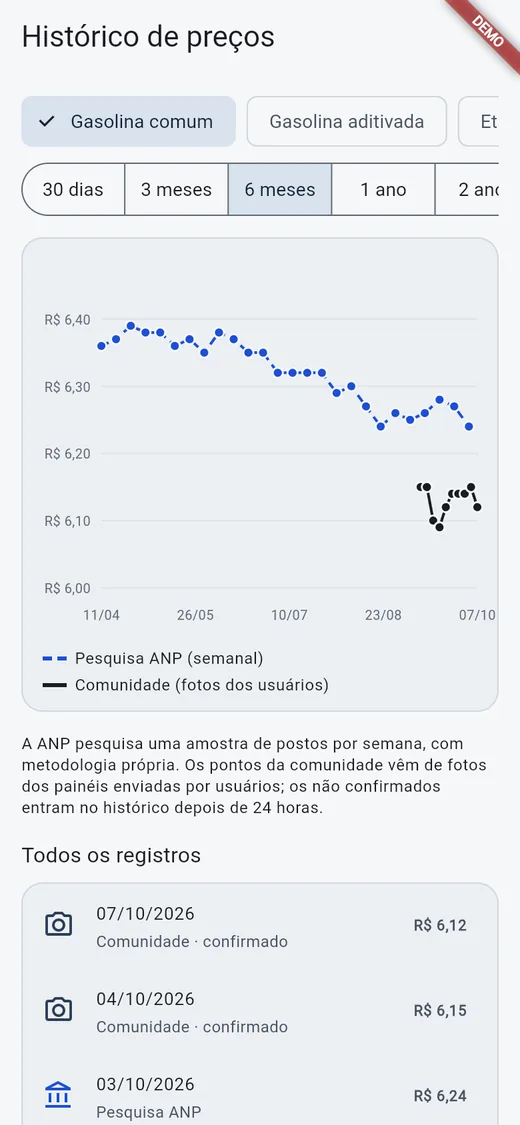 Histórico de preços
DEMO
Gasolina comum
Gasolina aditivada
Et
30 dias
3 meses
6 meses
1 ano
2 ano
R$ 6,40
R$ 6,30
R$ 6,20
R$ 6,10
R$ 6,00
11/04
26/05
10/07
23/08
07/10
Pesquisa ANP (semanal)
Comunidade (fotos dos usuários)
A ANP pesquisa uma amostra de postos por semana, com
metodologia própria. Os pontos da comunidade vêm de fotos
dos painéis enviadas por usuários; os não confirmados
entram no histórico depois de 24 horas.
Todos os registros
07/10/2026
Comunidade · confirmado
R$ 6,12
04/10/2026
Comunidade · confirmado
R$ 6,15
03/10/2026
Pesquisa ANP
R$ 6,24